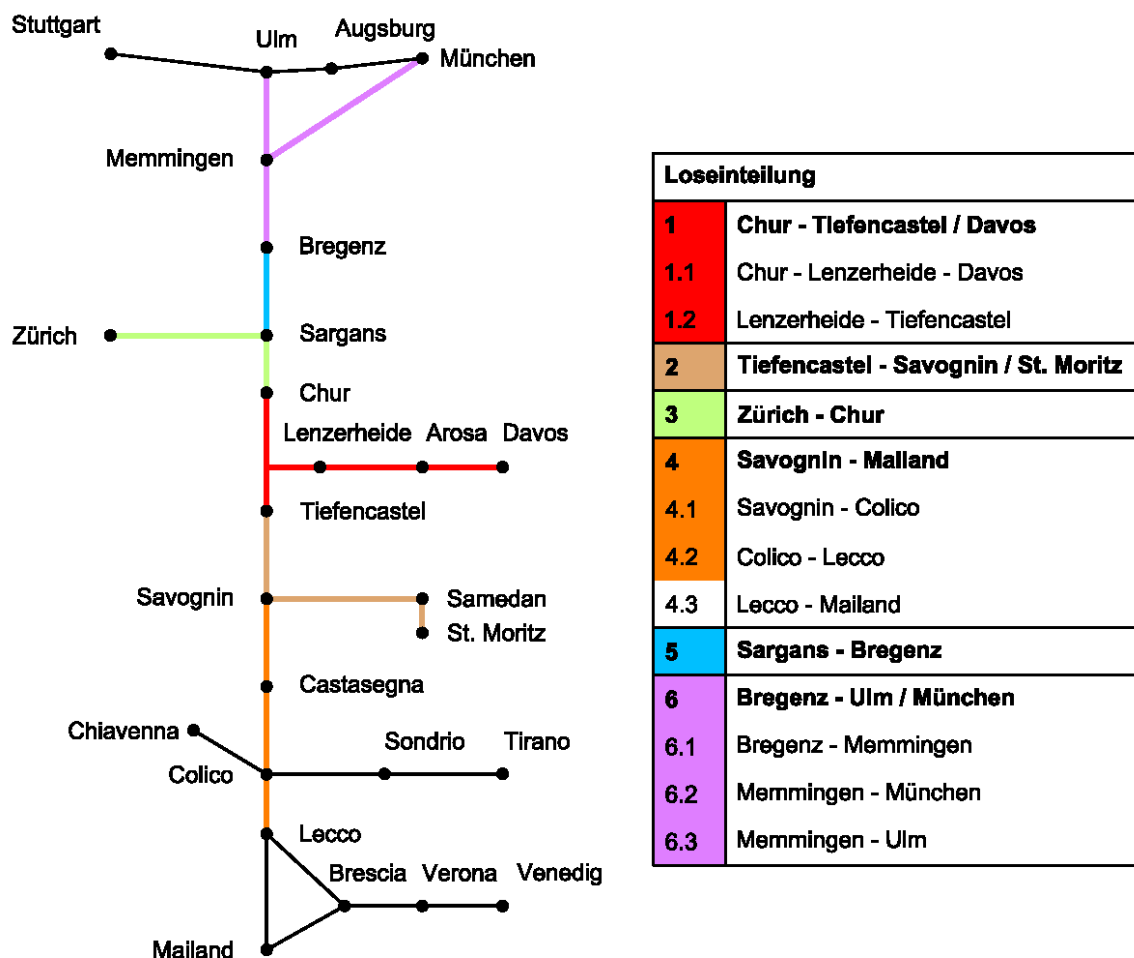 Stuttgart
Ulm
Augsburg
München
Memmingen
Bregenz
Zürich
Sargans
Chur
Lenzerheide Arosa Davos
Tiefencastel
Savognin
Samedan
St. Moritz
Castasegna
Chiavenna
Sondrio Tirano
Colico
Lecco
Brescia Verona Venedig
Mailand
Loseinteilung
1 Chur - Tiefencastel / Davos
1.1 Chur - Lenzerheide - Davos
1.2 Lenzerheide - Tiefencastel
2 Tiefencastel - Savognin / St. Moritz
3 Zürich - Chur
4 Savognin - Mailand
4.1 Savognin - Colico
4.2 Colico - Lecco
4.3 Lecco - Mailand
5 Sargans - Bregenz
6 Bregenz - Ulm / München
6.1 Bregenz - Memmingen
6.2 Memmingen - München
6.3 Memmingen - Ulm